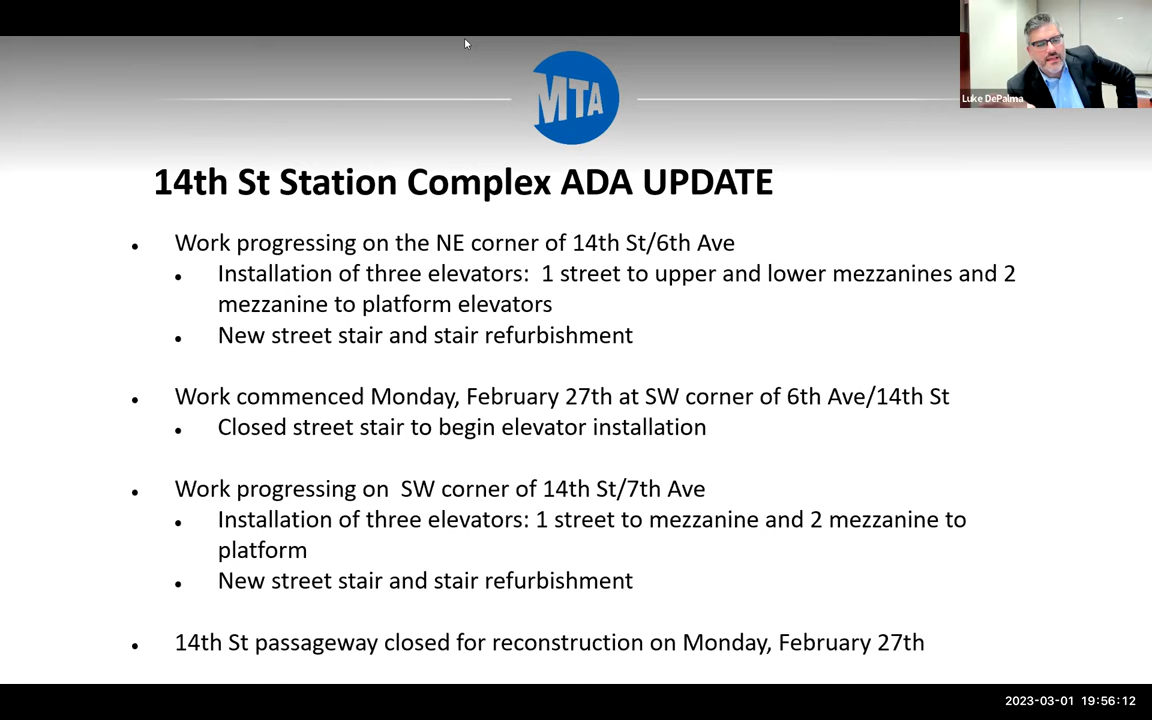 Luke DePalma
MTA
14th St Station Complex ADA UPDATE
• Work progressing on the NE corner of 14th St/6th Ave
• Installation of three elevators:  1 street to upper and lower mezzanines and 2
mezzanine to platform elevators
• New street stair and stair refurbishment
• Work commenced Monday, February 27th at SW corner of 6th Ave/14th St
• Closed street stair to begin elevator installation
• Work progressing on  SW corner of 14th St/7th Ave
• Installation of three elevators: 1 street to mezzanine and 2 mezzanine to
platform
• New street stair and stair refurbishment
• 14th St passageway closed for reconstruction on Monday, February 27th
2023-03-01 19:56:12